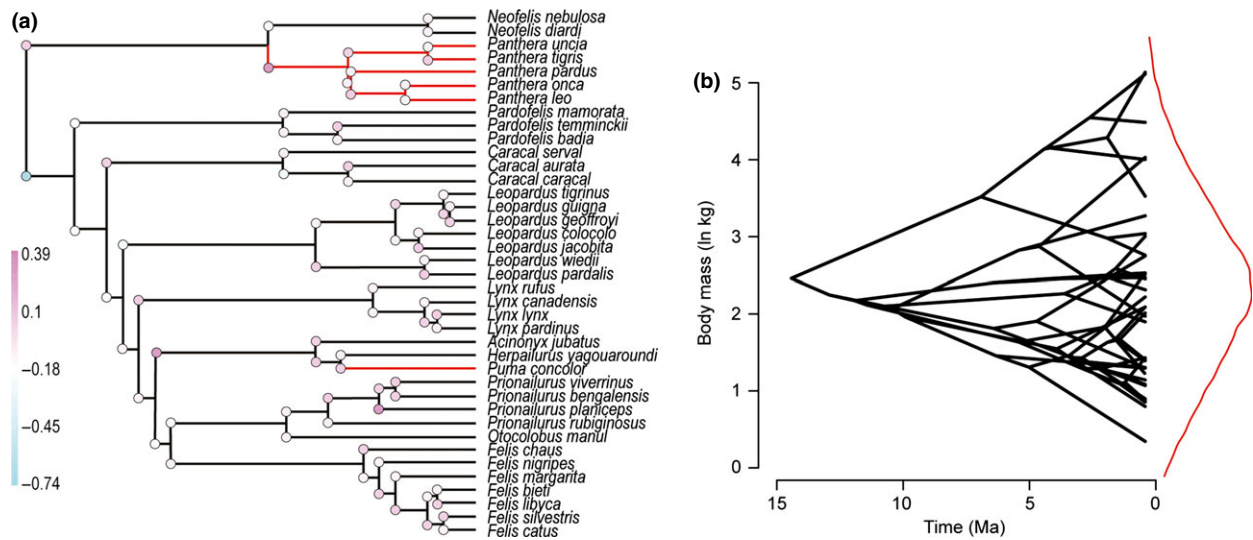 (a)
Neofelis nebulosa
Neofelis diardi
Panthera uncia
Panthera tigris
Panthera pardus
Panthera onca
Panthera leo
Pardofelis mamorata
Pardofelis temminckii
Pardofelis badia
Caracal serval
Caracal aurata
Caracal caracal
Leopardus tigrinus
Leopardus guigna
Leopardus geoffroyi
Leopardus colocolo
Leopardus jacobita
Leopardus wiedii
Leopardus pardalis
Lynx rufus
Lynx canadensis
Lynx lynx
Lynx pardinus
Acinonyx jubatus
Herpailurus yagouaroundi
Puma concolor
Prionailurus viverrinus
Prionailurus bengalensis
Prionailurus planiceps
Prionailurus rubiginosus
Otocolobus manul
Felis chaus
Felis nigripes
Felis margarita
Felis bieti
Felis libyca
Felis silvestris
Felis catus
0.39
0.1
−0.18
−0.45
−0.74
(b)
Body mass (ln kg)
5
4
3
2
1
0
15 10 5 0
Time (Ma)